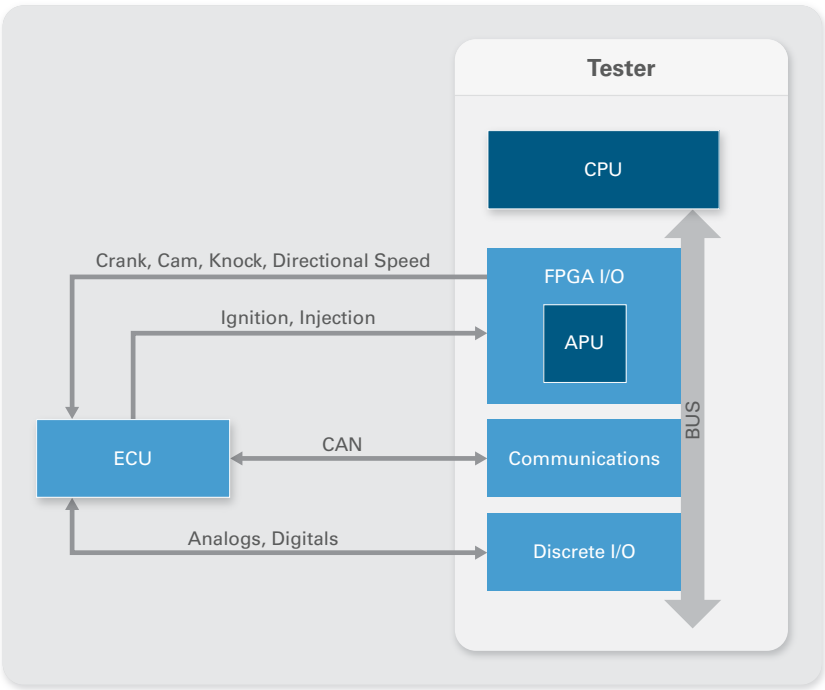 Tester
CPU
Crank, Cam, Knock, Directional Speed
FPGA I/O
Ignition, Injection
APU
BUS
ECU
CAN
Communications
Analogs, Digitals
Discrete I/O